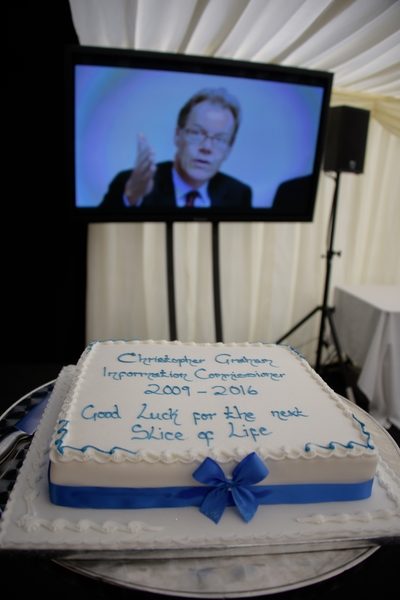 Christopher Graham
Information Commissioner
2009 - 2016
Good Luck for the next
Slice of Life